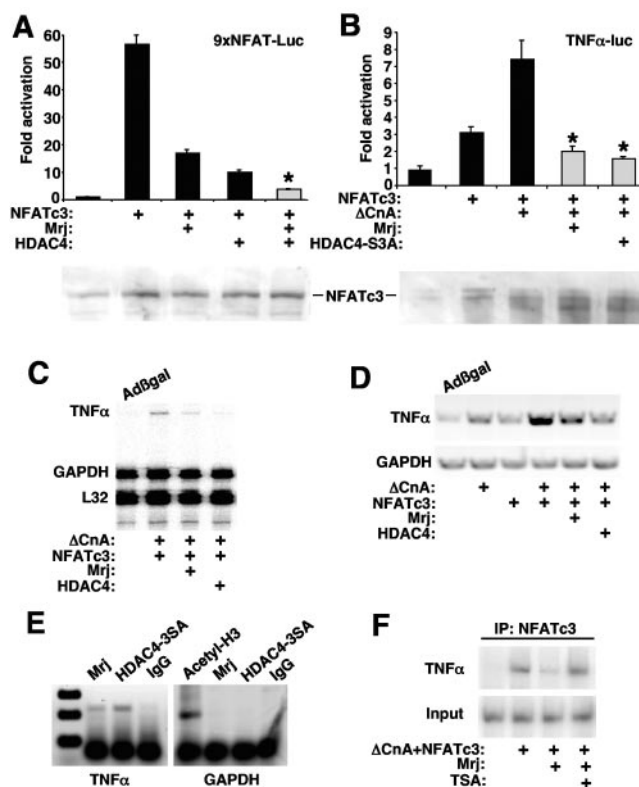 A
9xNFAT-Luc
Fold activation
60
50
40
30
20
10
0
*
NFATc3: + + + +
Mrj: + +
HDAC4: + +
B
TNFα-luc
Fold activation
9
8
7
6
5
4
3
2
1
0
* *
NFATc3: + + + +
ΔCnA: + + +
Mrj: +
HDAC4-S3A: +
NFATc3
C
Adβgal
TNFα
GAPDH
L32
ΔCnA: + + +
NFATc3: + + +
Mrj: +
HDAC4: +
D
Adβgal
TNFα
GAPDH
ΔCnA: + + + +
NFATc3: + + + +
Mrj: +
HDAC4: +
E
Mrj HDAC4-3SA IgG
Acetyl-H3 Mrj HDAC4-3SA IgG
TNFα GAPDH
F
IP: NFATc3
TNFα
Input
ΔCnA+NFATc3: + + +
Mrj: + +
TSA: +